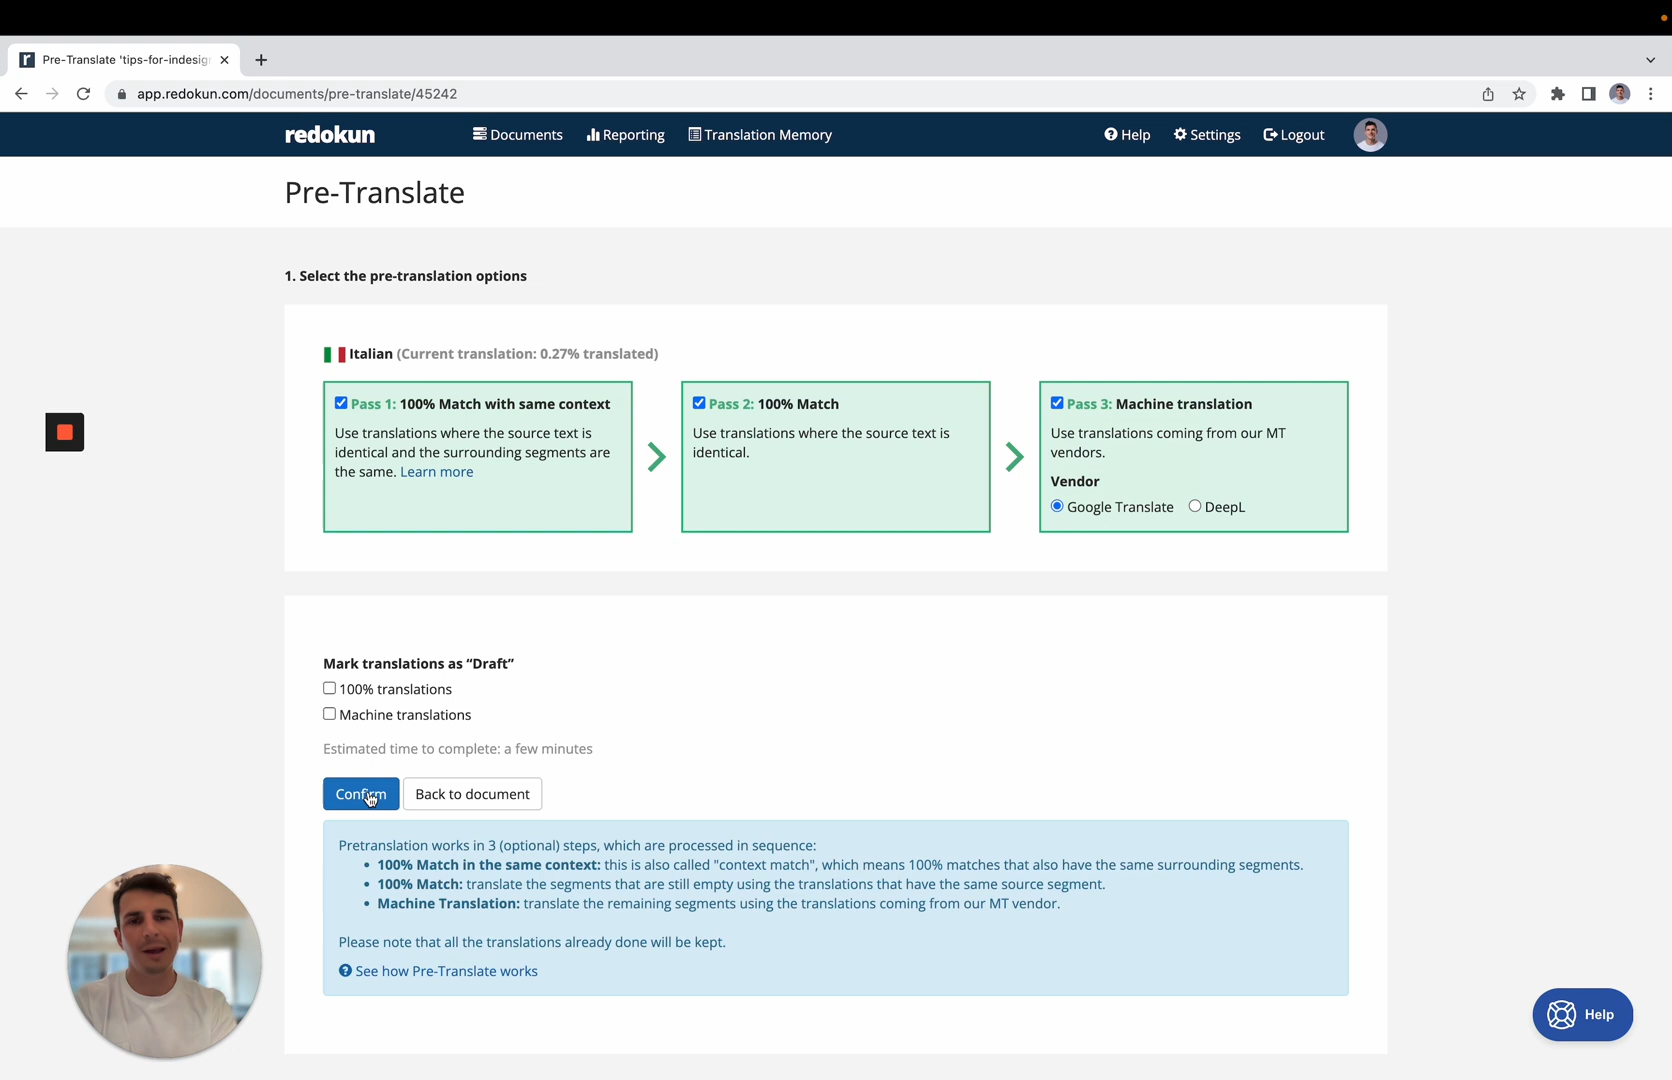 Pre-Translate 'tips-for-indesig
app.redokun.com/documents/pre-translate/45242
redokun
Documents
Reporting
Translation Memory
Help
Settings
Logout
Pre-Translate
1. Select the pre-translation options
Italian (Current translation: 0.27% translated)
Pass 1: 100% Match with same context
Use translations where the source text is
identical and the surrounding segments are
the same. Learn more
Pass 2: 100% Match
Use translations where the source text is
identical.
Pass 3: Machine translation
Use translations coming from our MT
vendors.
Vendor
Google Translate
DeepL
Mark translations as “Draft”
100% translations
Machine translations
Estimated time to complete: a few minutes
Confirm
Back to document
Pretranslation works in 3 (optional) steps, which are processed in sequence:
• 100% Match in the same context: this is also called "context match", which means 100% matches that also have the same surrounding segments.
• 100% Match: translate the segments that are still empty using the translations that have the same source segment.
• Machine Translation: translate the remaining segments using the translations coming from our MT vendor.
Please note that all the translations already done will be kept.
See how Pre-Translate works
Help